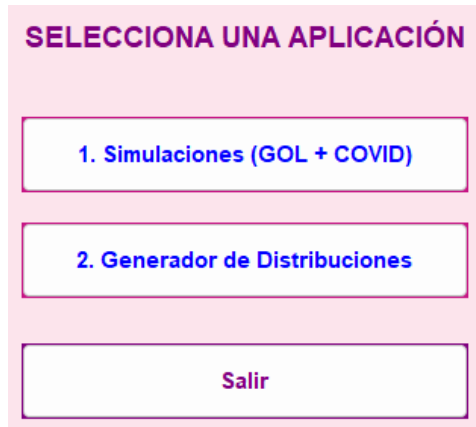 SELECCIONA UNA APLICACIÓN
1. Simulaciones (GOL + COVID)
2. Generador de Distribuciones
Salir